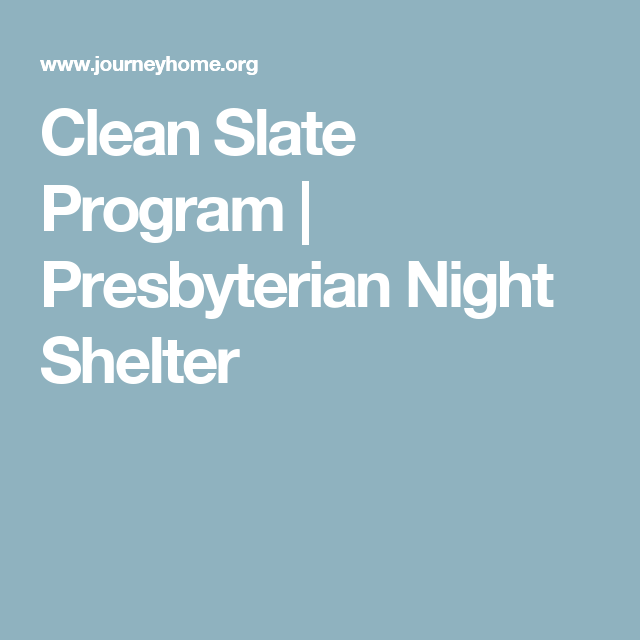 www.journeyhome.org
Clean Slate
Program |
Presbyterian Night
Shelter